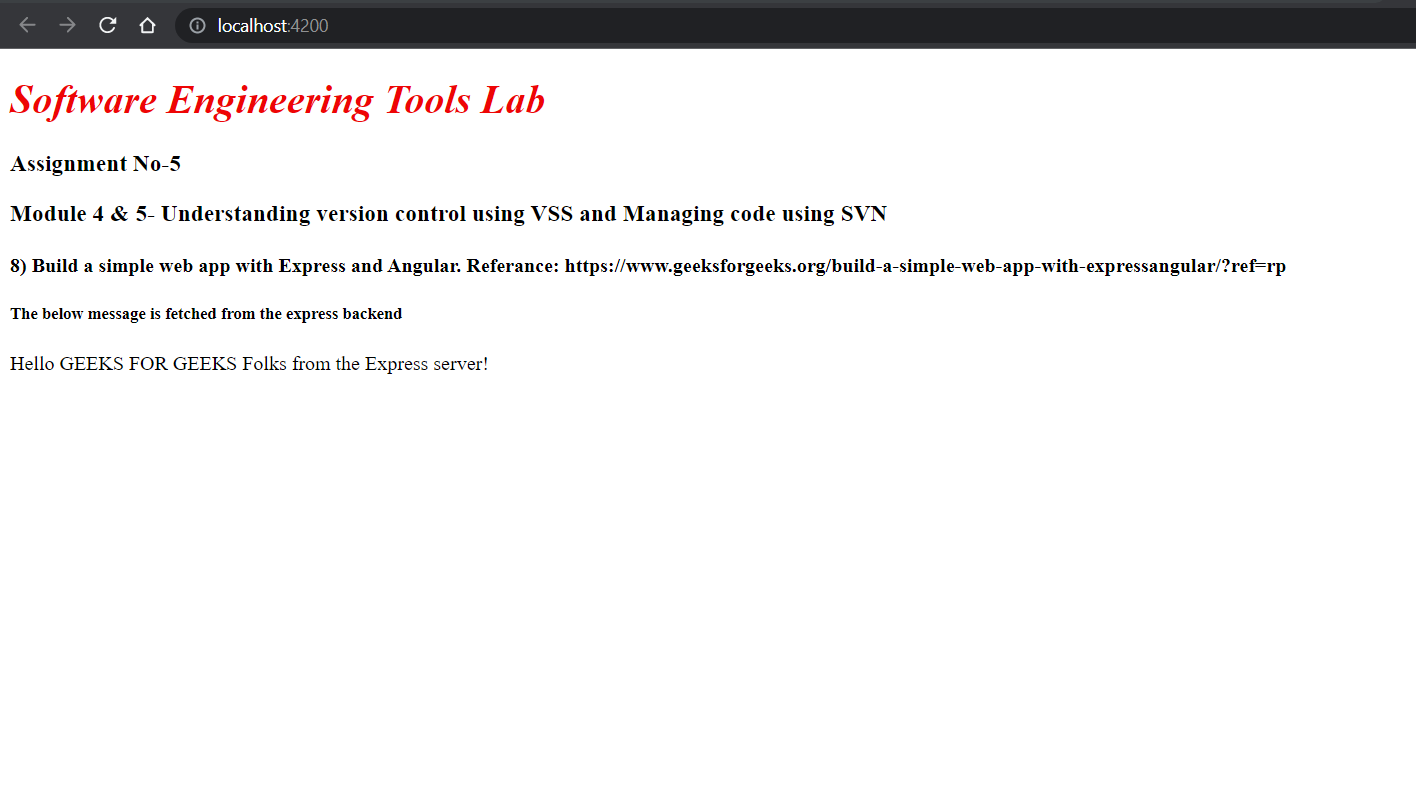 localhost:4200
Software Engineering Tools Lab
Assignment No-5
Module 4 & 5- Understanding version control using VSS and Managing code using SVN
8) Build a simple web app with Express and Angular. Referance: https://www.geeksforgeeks.org/build-a-simple-web-app-with-expressangular/?ref=rp
The below message is fetched from the express backend
Hello GEEKS FOR GEEKS Folks from the Express server!